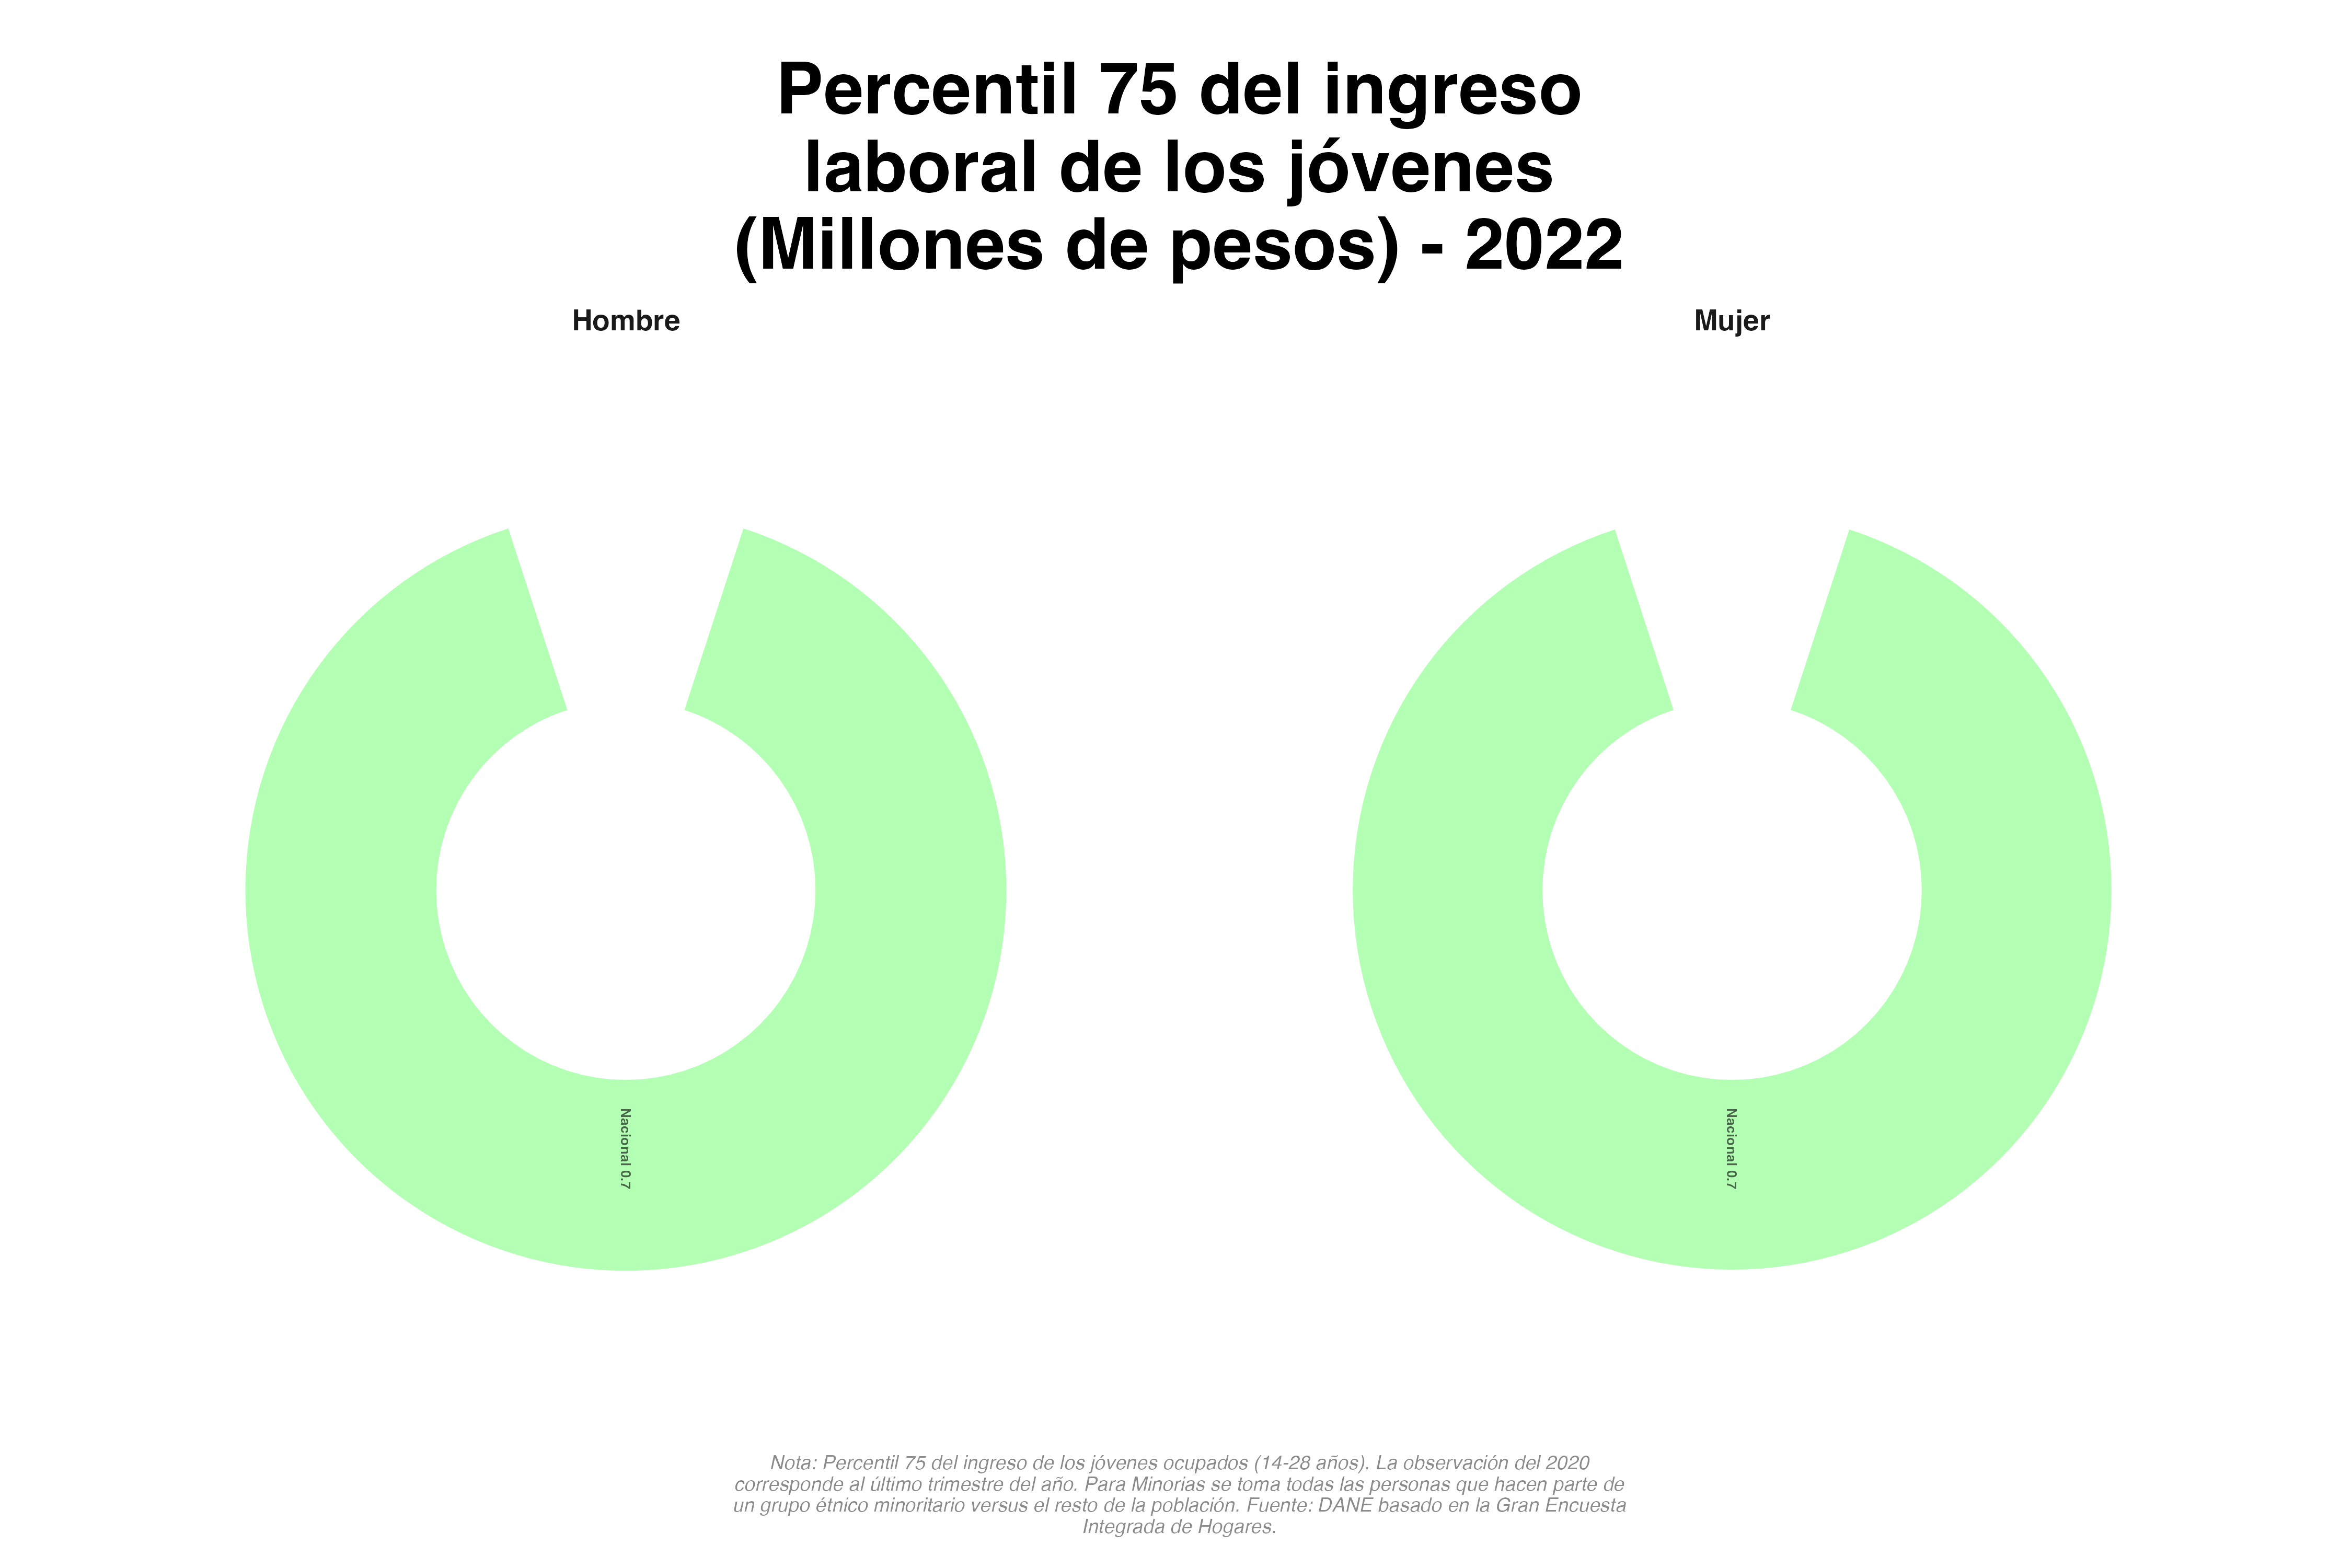 Percentil 75 del ingreso
laboral de los jóvenes
(Millones de pesos) - 2022
Hombre
Mujer
Nacional 0.7
Nacional 0.7
Nota: Percentil 75 del ingreso de los jóvenes ocupados (14-28 años). La observación del 2020
corresponde al último trimestre del año. Para Minorias se toma todas las personas que hacen parte de
un grupo étnico minoritario versus el resto de la población. Fuente: DANE basado en la Gran Encuesta
Integrada de Hogares.